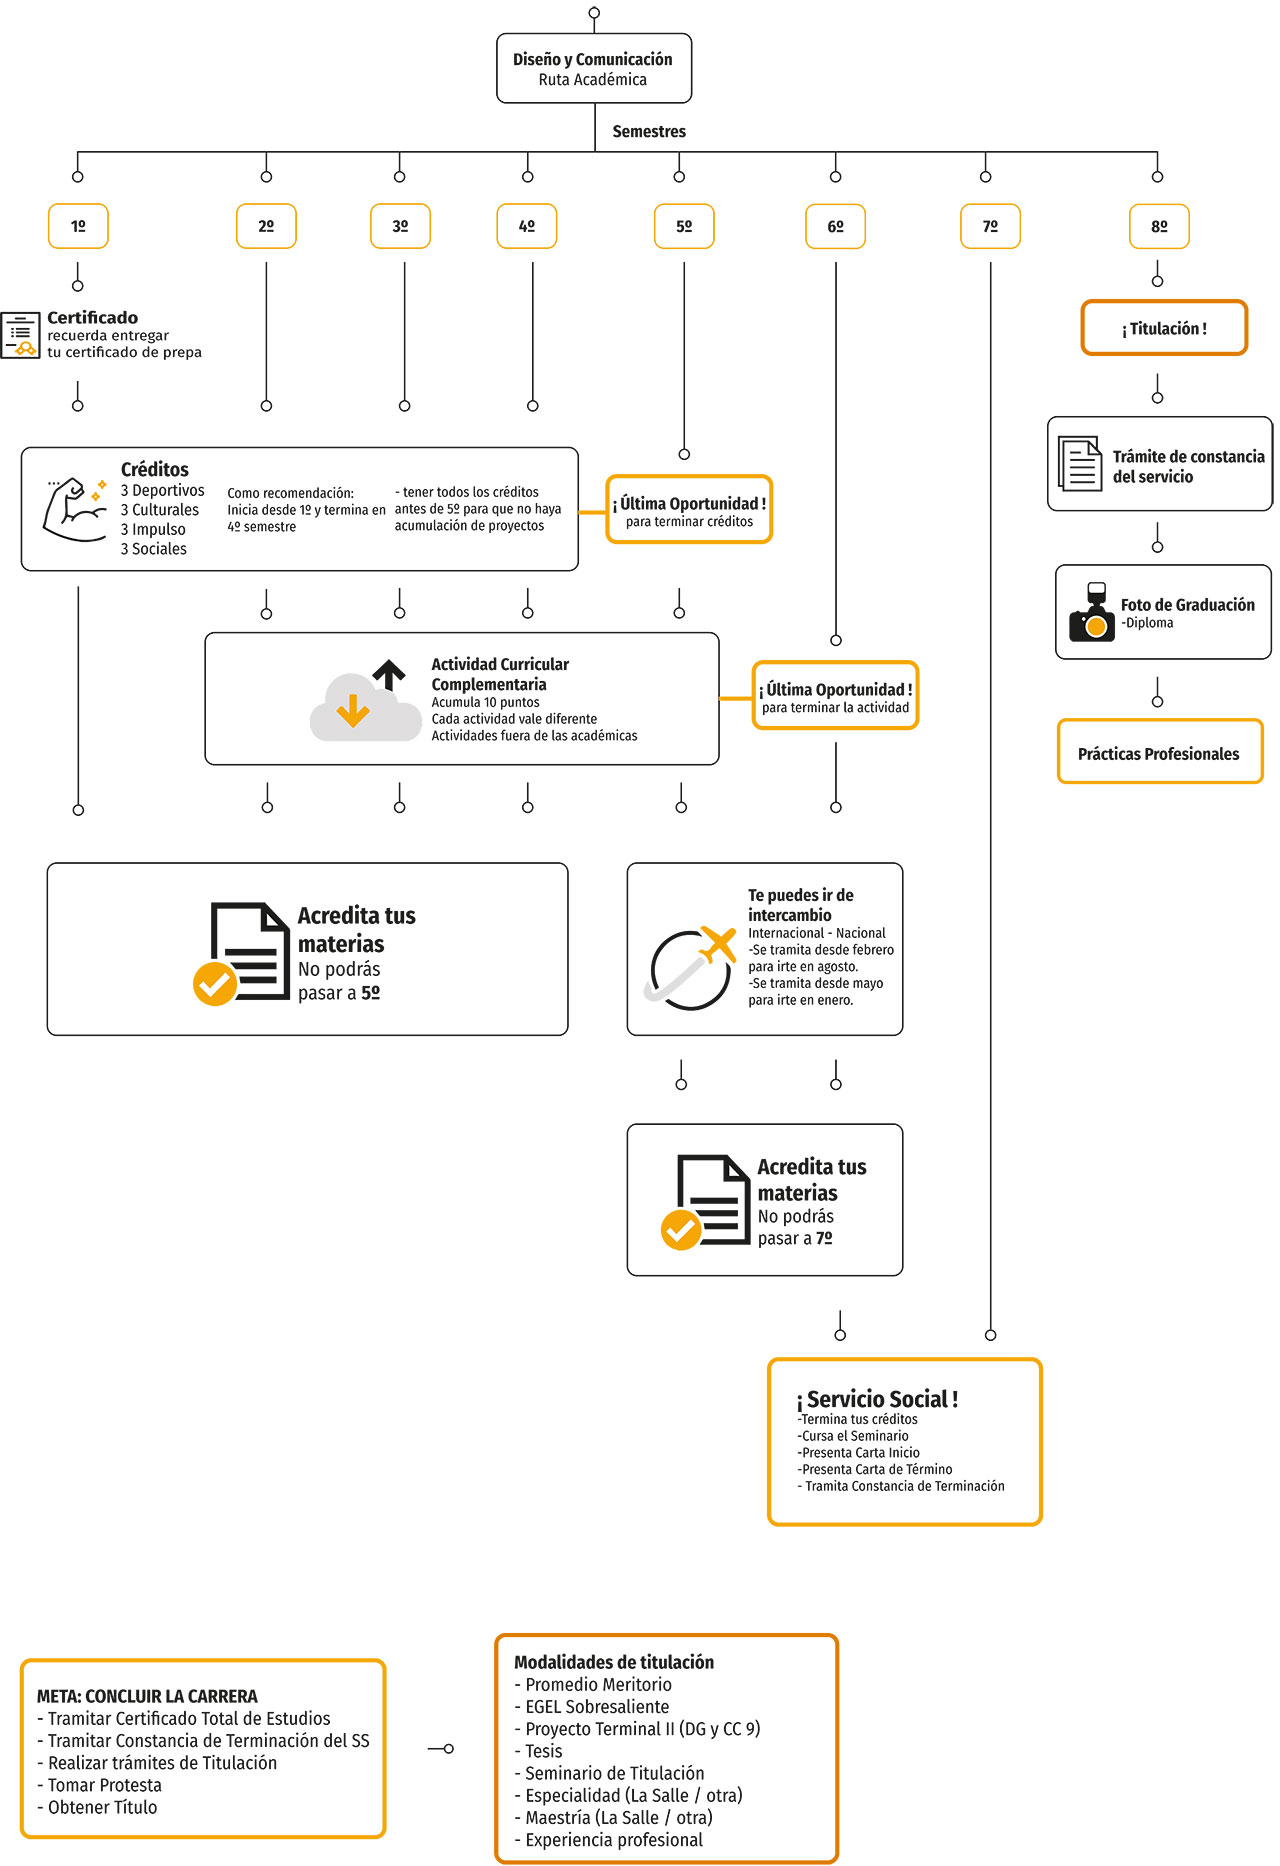 Diseño y Comunicación
Ruta Académica
Semestres
1º
2º
3º
4º
5º
6º
7º
8º
Certificado
recuerda entregar
tu certificado de prepa
¡ Titulación !
Créditos
3 Deportivos
3 Culturales
3 Impulso
3 Sociales
Como recomendación:
Inicia desde 1º y termina en
4º semestre
- tener todos los créditos
antes de 5º para que no haya
acumulación de proyectos
¡ Última Oportunidad !
para terminar créditos
Trámite de constancia
del servicio
Foto de Graduación
-Diploma
Actividad Curricular
Complementaria
Acumula 10 puntos
Cada actividad vale diferente
Actividades fuera de las académicas
¡ Última Oportunidad !
para terminar la actividad
Prácticas Profesionales
Acredita tus
materias
No podrás
pasar a 5º
Te puedes ir de
intercambio
Internacional - Nacional
-Se tramita desde febrero
para irte en agosto.
-Se tramita desde mayo
para irte en enero.
Acredita tus
materias
No podrás
pasar a 7º
¡ Servicio Social !
-Termina tus créditos
-Cursa el Seminario
-Presenta Carta Inicio
-Presenta Carta de Término
- Tramita Constancia de Terminación
META: CONCLUIR LA CARRERA
- Tramitar Certificado Total de Estudios
- Tramitar Constancia de Terminación del SS
- Realizar trámites de Titulación
- Tomar Protesta
- Obtener Título
Modalidades de titulación
- Promedio Meritorio
- EGEL Sobresaliente
- Proyecto Terminal II (DG y CC 9)
- Tesis
- Seminario de Titulación
- Especialidad (La Salle / otra)
- Maestría (La Salle / otra)
- Experiencia profesional